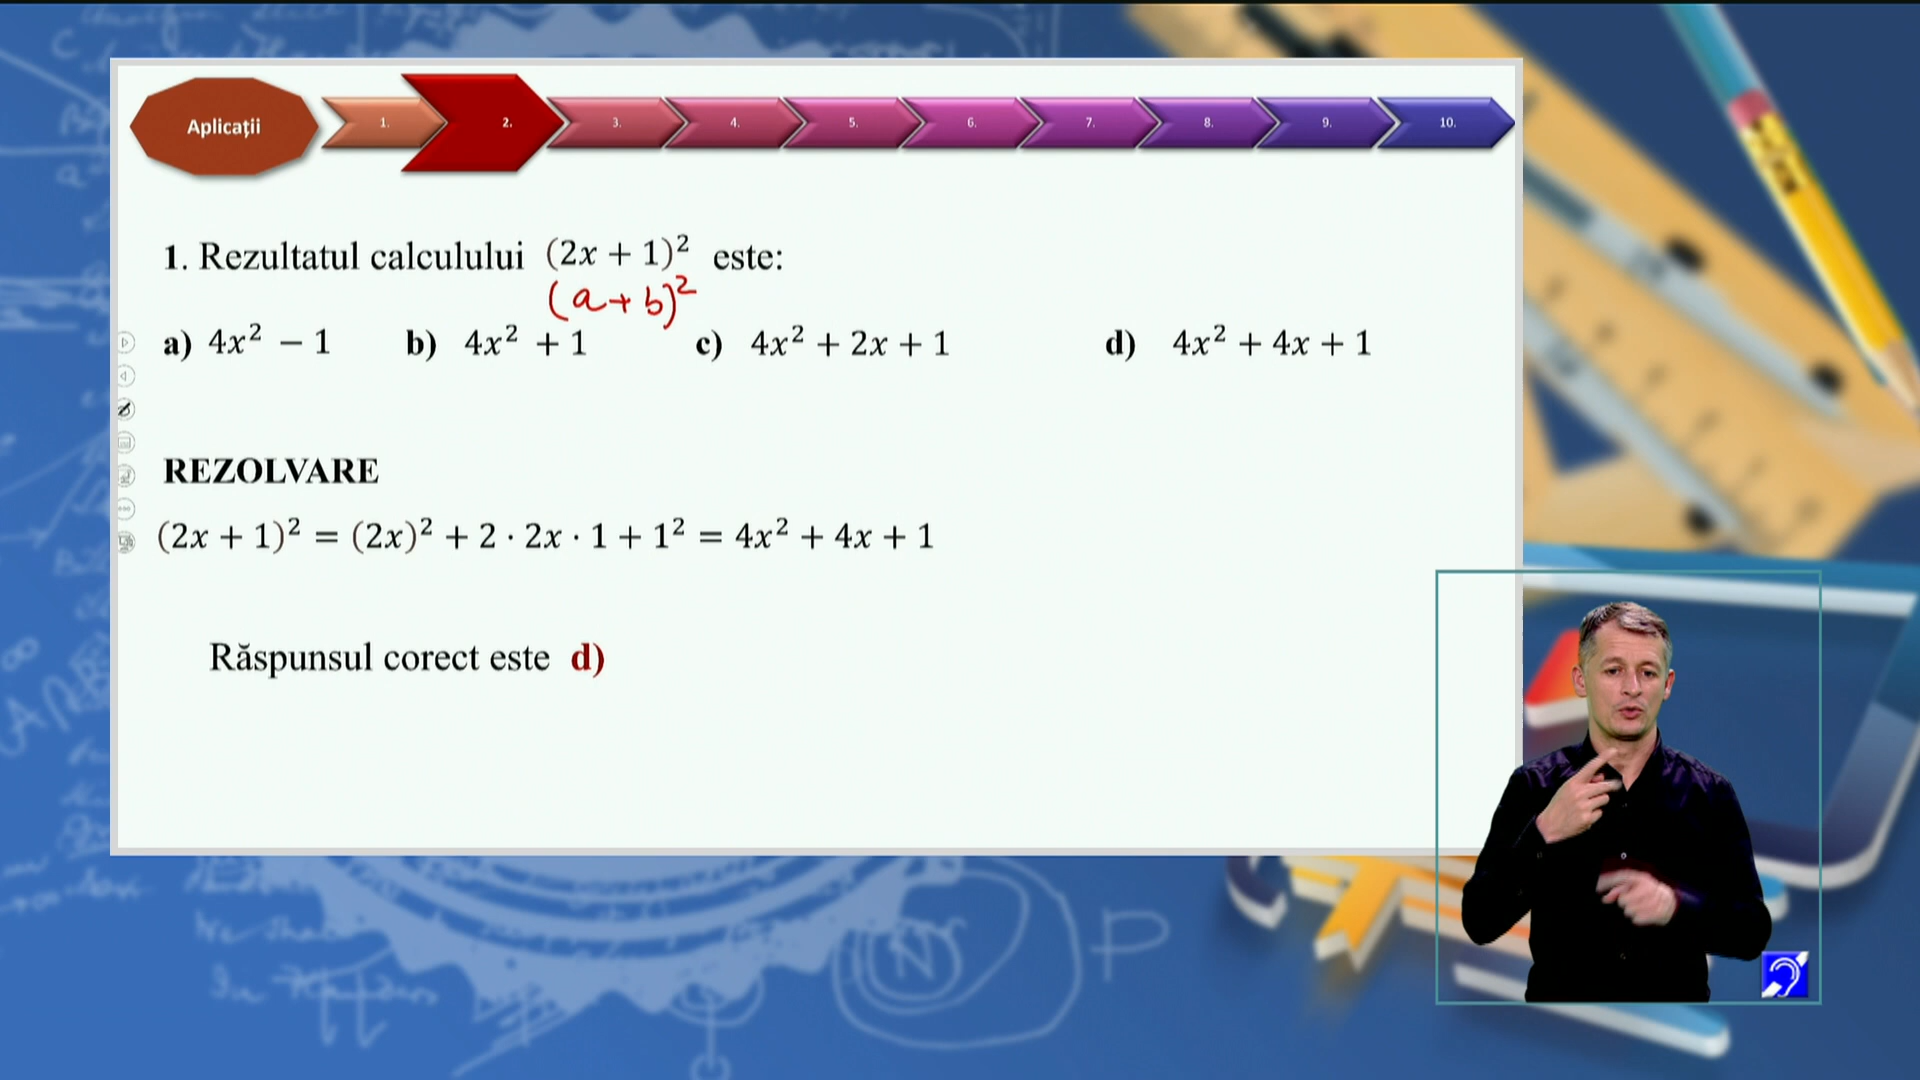 Aplicații
1. 2. 3. 4. 5. 6. 7. 8. 9. 10.
1. Rezultatul calculului (2x + 1)² este:
(a + b)²
a) 4x² − 1 b) 4x² + 1 c) 4x² + 2x + 1 d) 4x² + 4x + 1
REZOLVARE
(2x + 1)² = (2x)² + 2 · 2x · 1 + 1² = 4x² + 4x + 1
Răspunsul corect este d)
N
P